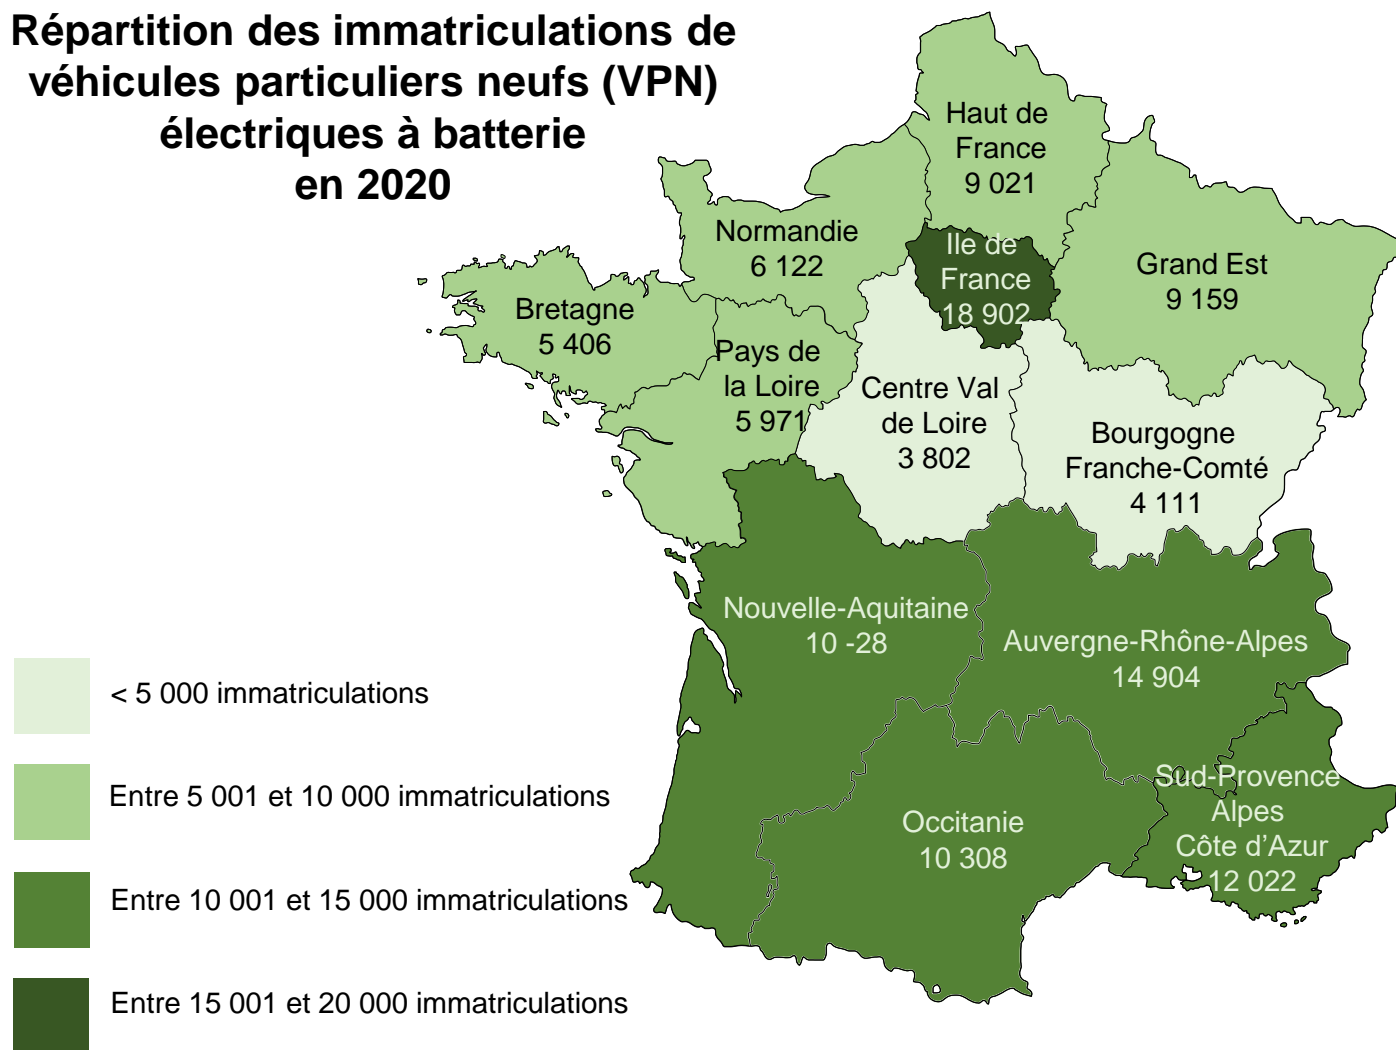 Répartition des immatriculations de
véhicules particuliers neufs (VPN)
électriques à batterie
en 2020
Haut de
France
9 021
Normandie
6 122
Ile de
France
18 902
Grand Est
9 159
Bretagne
5 406
Pays de
la Loire
5 971
Centre Val
de Loire
3 802
Bourgogne
Franche-Comté
4 111
Nouvelle-Aquitaine
10 -28
Auvergne-Rhône-Alpes
14 904
Sud-Provence
Alpes
Côte d’Azur
12 022
Occitanie
10 308
< 5 000 immatriculations
Entre 5 001 et 10 000 immatriculations
Entre 10 001 et 15 000 immatriculations
Entre 15 001 et 20 000 immatriculations